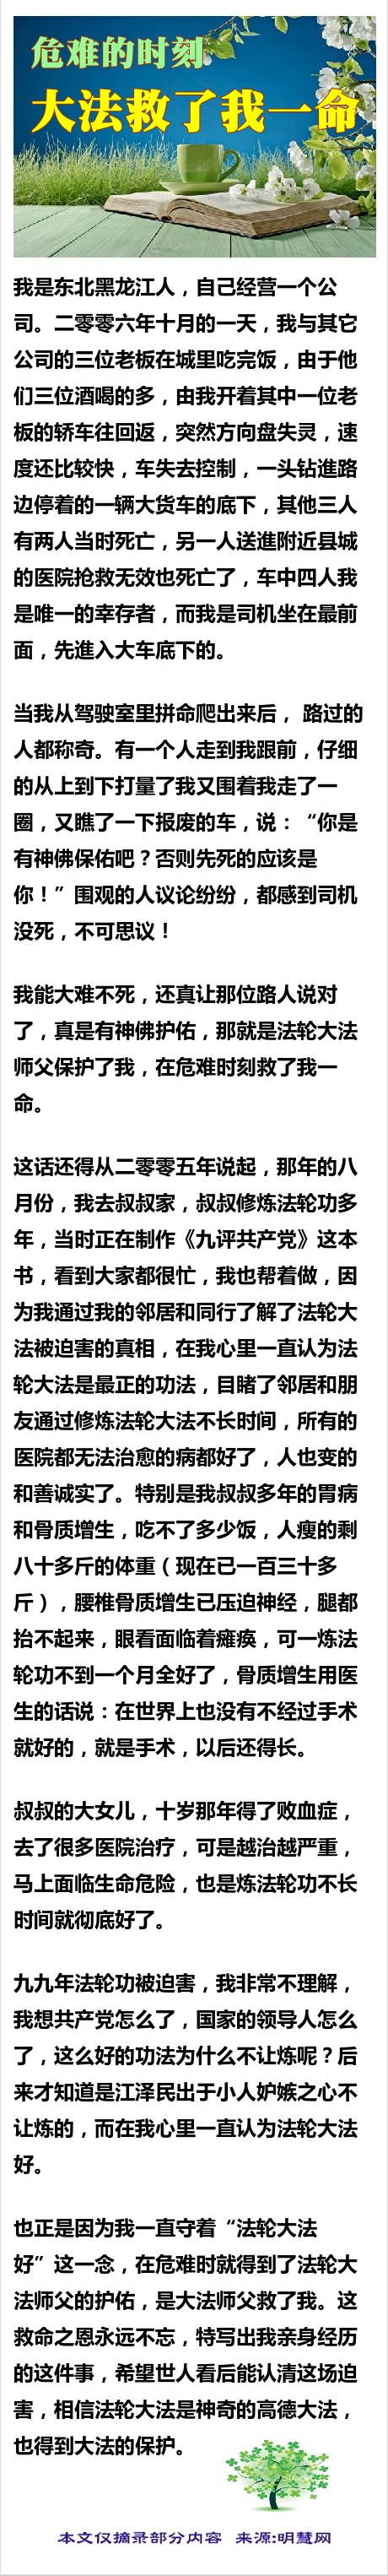 危难的时刻
大法救了我一命
我是东北黑龙江人，自己经营一个公
司。二零零六年十月的一天，我与其它
公司的三位老板在城里吃完饭，由于他
们三位酒喝的多，由我开着其中一位老
板的轿车往回返，突然方向盘失灵，速
度还比较快，车失去控制，一头钻進路
边停着的一辆大货车的底下，其他三人
有两人当时死亡，另一人送進附近县城
的医院抢救无效也死亡了，车中四人我
是唯一的幸存者，而我是司机坐在最前
面，先進入大车底下的。
当我从驾驶室里拼命爬出来后， 路过的
人都称奇。有一个人走到我跟前，仔细
的从上到下打量了我又围着我走了一
圈，又瞧了一下报废的车，说：“你是
有神佛保佑吧？否则先死的应该是
你！”围观的人议论纷纷，都感到司机
没死，不可思议！
我能大难不死，还真让那位路人说对
了，真是有神佛护佑，那就是法轮大法
师父保护了我，在危难时刻救了我一
命。
这话还得从二零零五年说起，那年的八
月份，我去叔叔家，叔叔修炼法轮功多
年，当时正在制作《九评共产党》这本
书，看到大家都很忙，我也帮着做，因
为我通过我的邻居和同行了解了法轮大
法被迫害的真相，在我心里一直认为法
轮大法是最正的功法，目睹了邻居和朋
友通过修炼法轮大法不长时间，所有的
医院都无法治愈的病都好了，人也变的
和善诚实了。特别是我叔叔多年的胃病
和骨质增生，吃不了多少饭，人瘦的剩
八十多斤的体重（现在已一百三十多
斤），腰椎骨质增生已压迫神经，腿都
抬不起来，眼看面临着瘫痪，可一炼法
轮功不到一个月全好了，骨质增生用医
生的话说：在世界上也没有不经过手术
就好的，就是手术，以后还得长。
叔叔的大女儿，十岁那年得了败血症，
去了很多医院治疗，可是越治越严重，
马上面临生命危险，也是炼法轮功不长
时间就彻底好了。
九九年法轮功被迫害，我非常不理解，
我想共产党怎么了，国家的领导人怎么
了，这么好的功法为什么不让炼呢？后
来才知道是江泽民出于小人妒嫉之心不
让炼的，而在我心里一直认为法轮大法
好。
也正是因为我一直守着“法轮大法
好”这一念，在危难时就得到了法轮大
法师父的护佑，是大法师父救了我。这
救命之恩永远不忘，特写出我亲身经历
的这件事，希望世人看后能认清这场迫
害，相信法轮大法是神奇的高德大法，
也得到大法的保护。
本文仅摘录部分内容 来源:明慧网